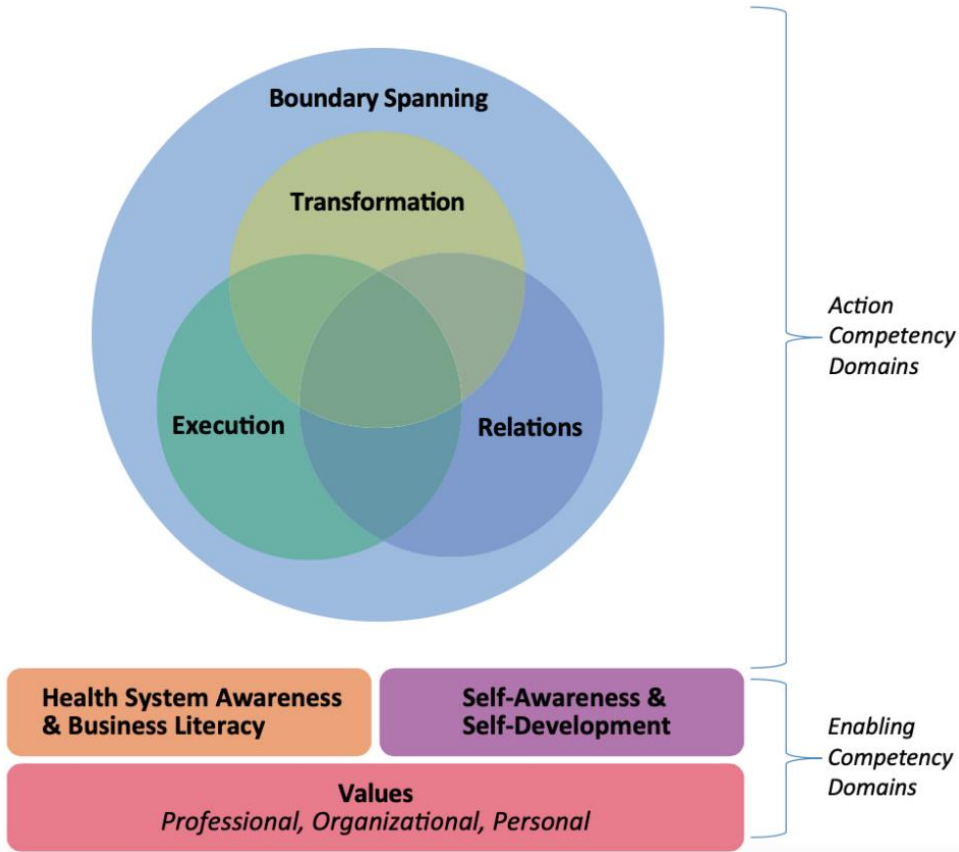 Boundary Spanning
Transformation
Execution
Relations
Action
Competency
Domains
Health System Awareness
& Business Literacy
Self-Awareness &
Self-Development
Values
Professional, Organizational, Personal
Enabling
Competency
Domains